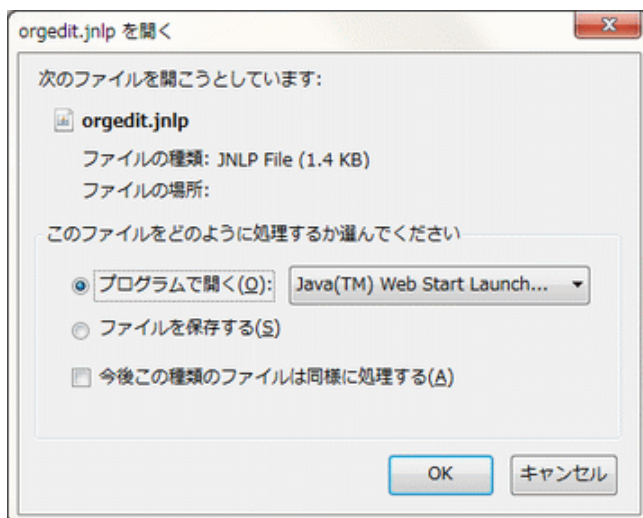 orgedit.jnlp を開く
次のファイルを開こうとしています:
orgedit.jnlp
ファイルの種類: JNLP File (1.4 KB)
ファイルの場所:
このファイルをどのように処理するか選んでください
プログラムで開く(O): Java(TM) Web Start Launch...
ファイルを保存する(S)
今後この種類のファイルは同様に処理する(A)
OK キャンセル